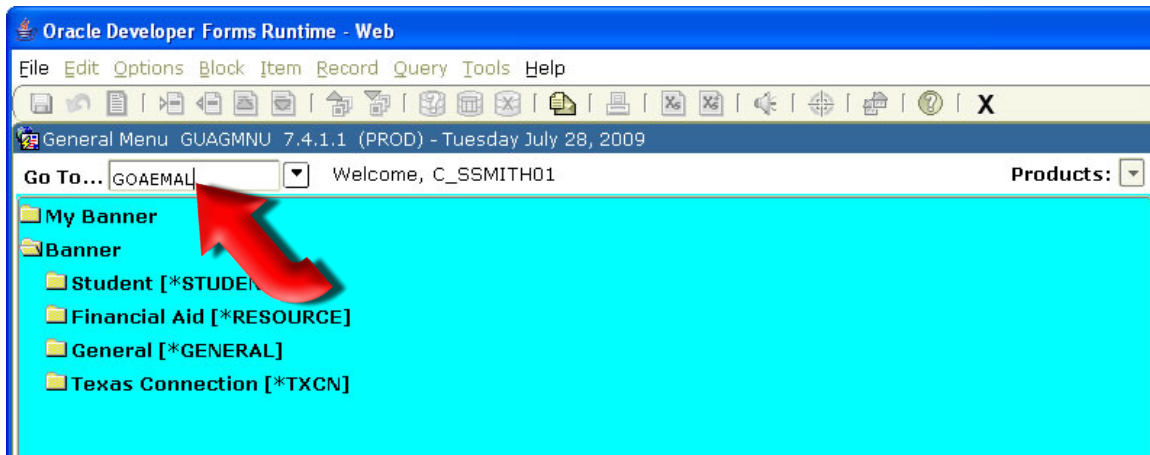 Oracle Developer Forms Runtime - Web
File Edit Options Block Item Record Query Tools Help
General Menu GUAGMNU 7.4.1.1 (PROD) - Tuesday July 28, 2009
Go To... GOAEMAL Welcome, C_SSMITH01 Products:
My Banner
Banner
Student
Financial Aid [*RESOURCE]
General [*GENERAL]
Texas Connection [*TXCN]